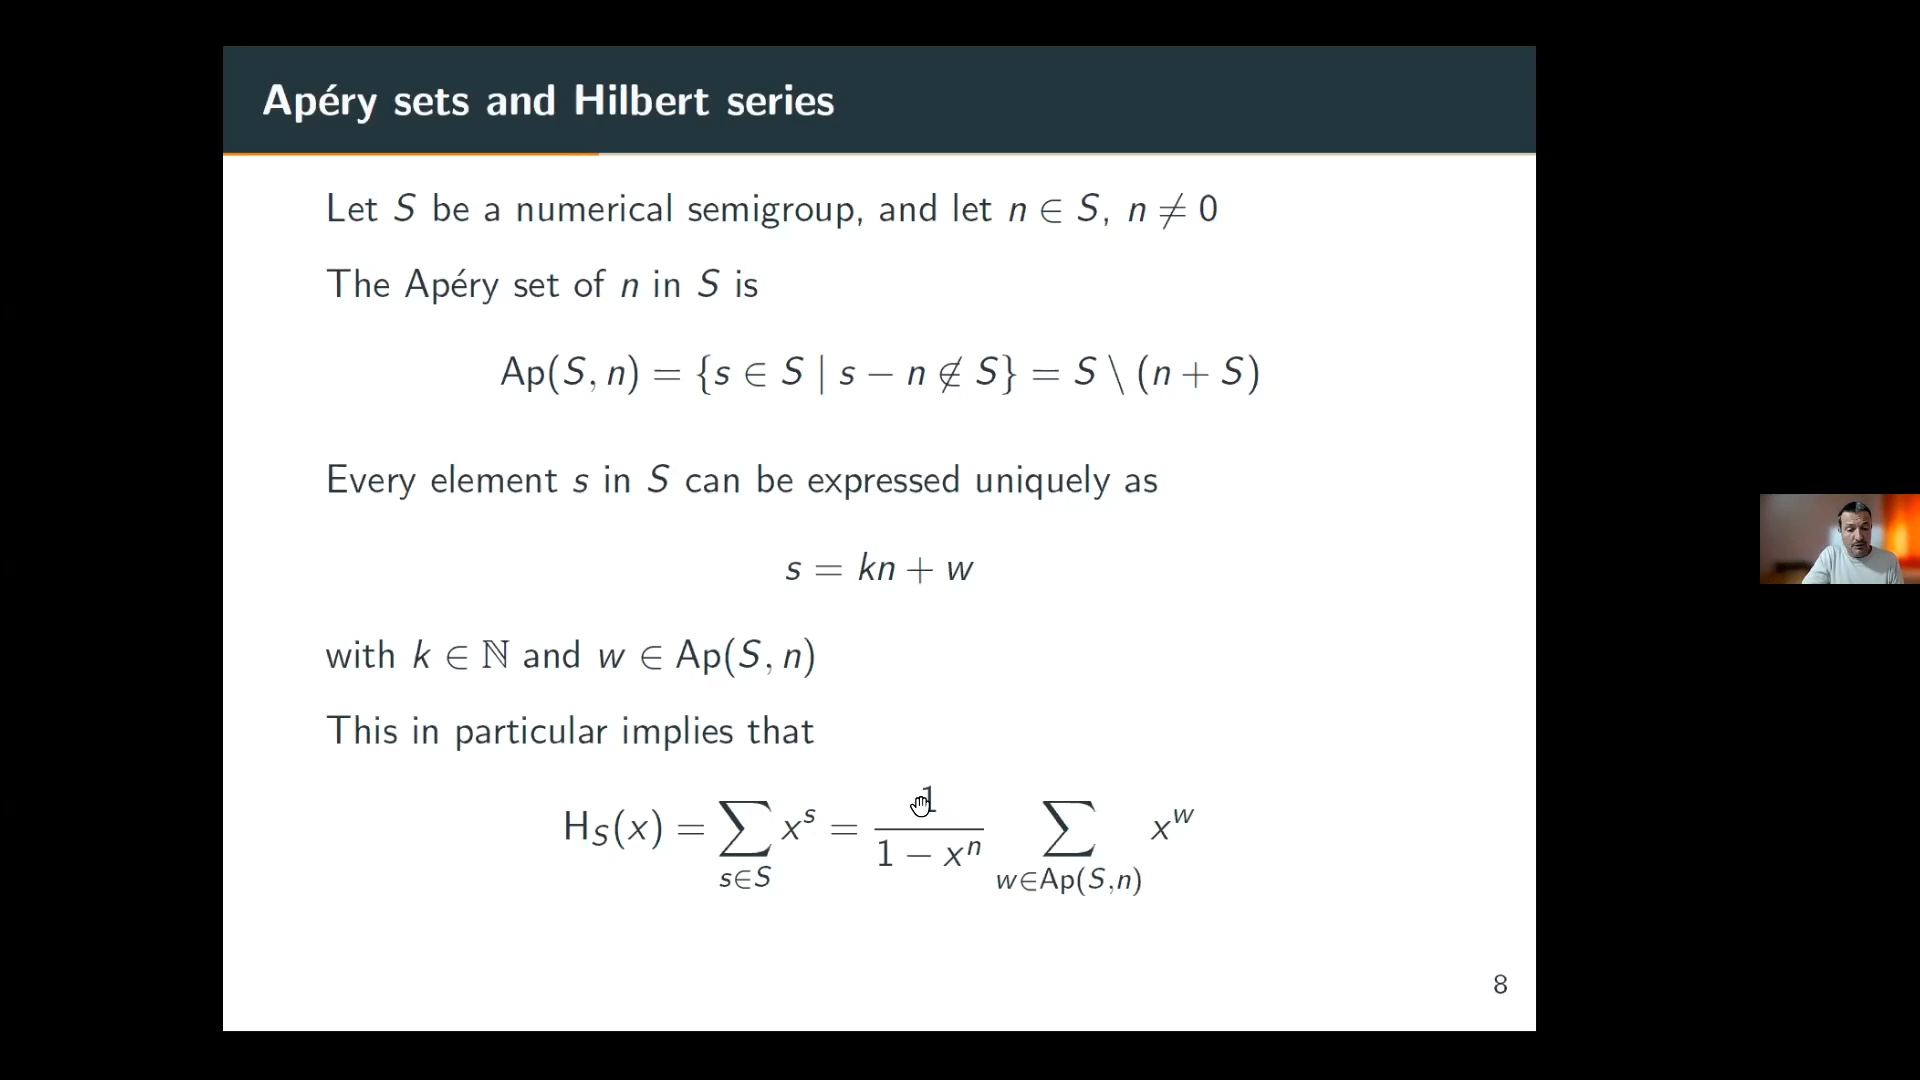 Apéry sets and Hilbert series
Let S be a numerical semigroup, and let n ∈ S, n ≠ 0
The Apéry set of n in S is
Ap(S, n) = {s ∈ S | s − n ∉ S} = S \ (n + S)
Every element s in S can be expressed uniquely as
s = kn + w
with k ∈ ℕ and w ∈ Ap(S, n)
This in particular implies that
H_S(x) = ∑_{s∈S} x^s = 1/(1 − x^n) ∑_{w∈Ap(S,n)} x^w
8